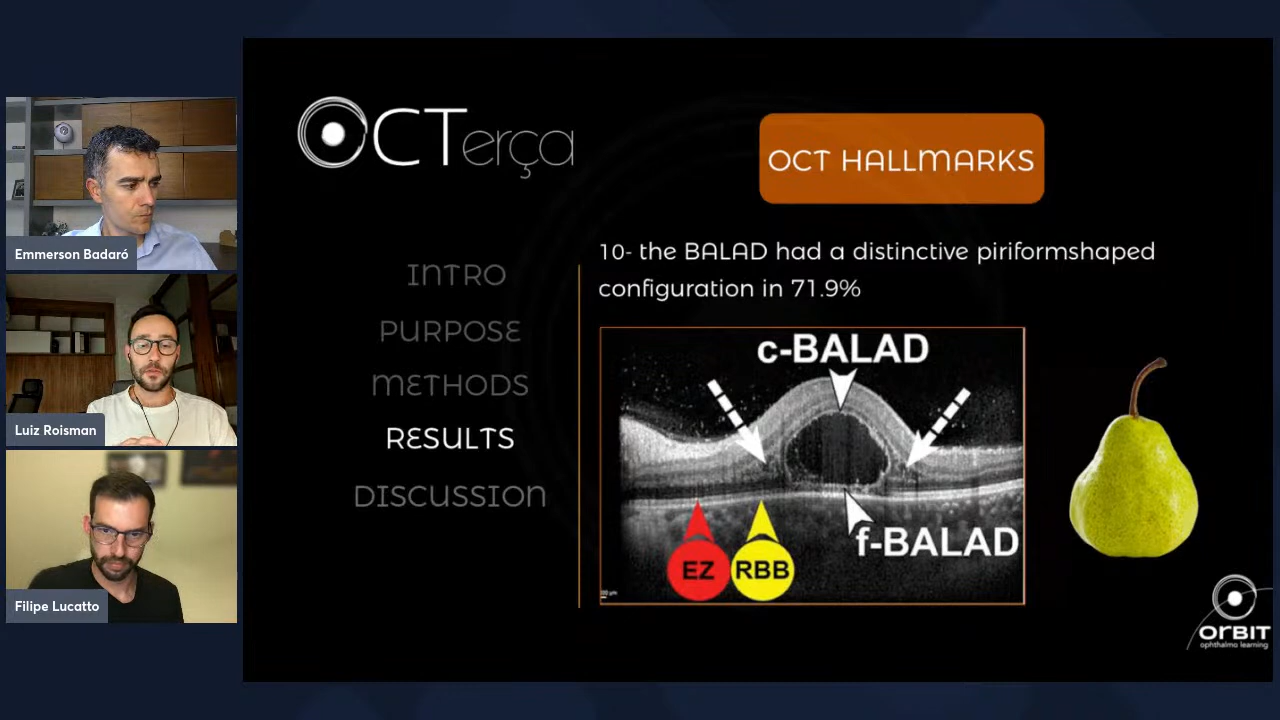 Emmerson Badaró
Luiz Roisman
Filipe Lucatto
OCTerça
INTRO
PURPOSE
METHODS
RESULTS
DISCUSSION
OCT HALLMARKS
10- the BALAD had a distinctive piriformshaped
configuration in 71.9%
c-BALAD
f-BALAD
EZ
RBB
ORBIT
ophthalmo learning